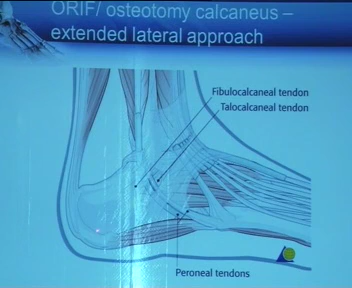 ORIF/ osteotomy calcaneus –
extended lateral approach
Fibulocalcaneal tendon
Talocalcaneal tendon
Peroneal tendons